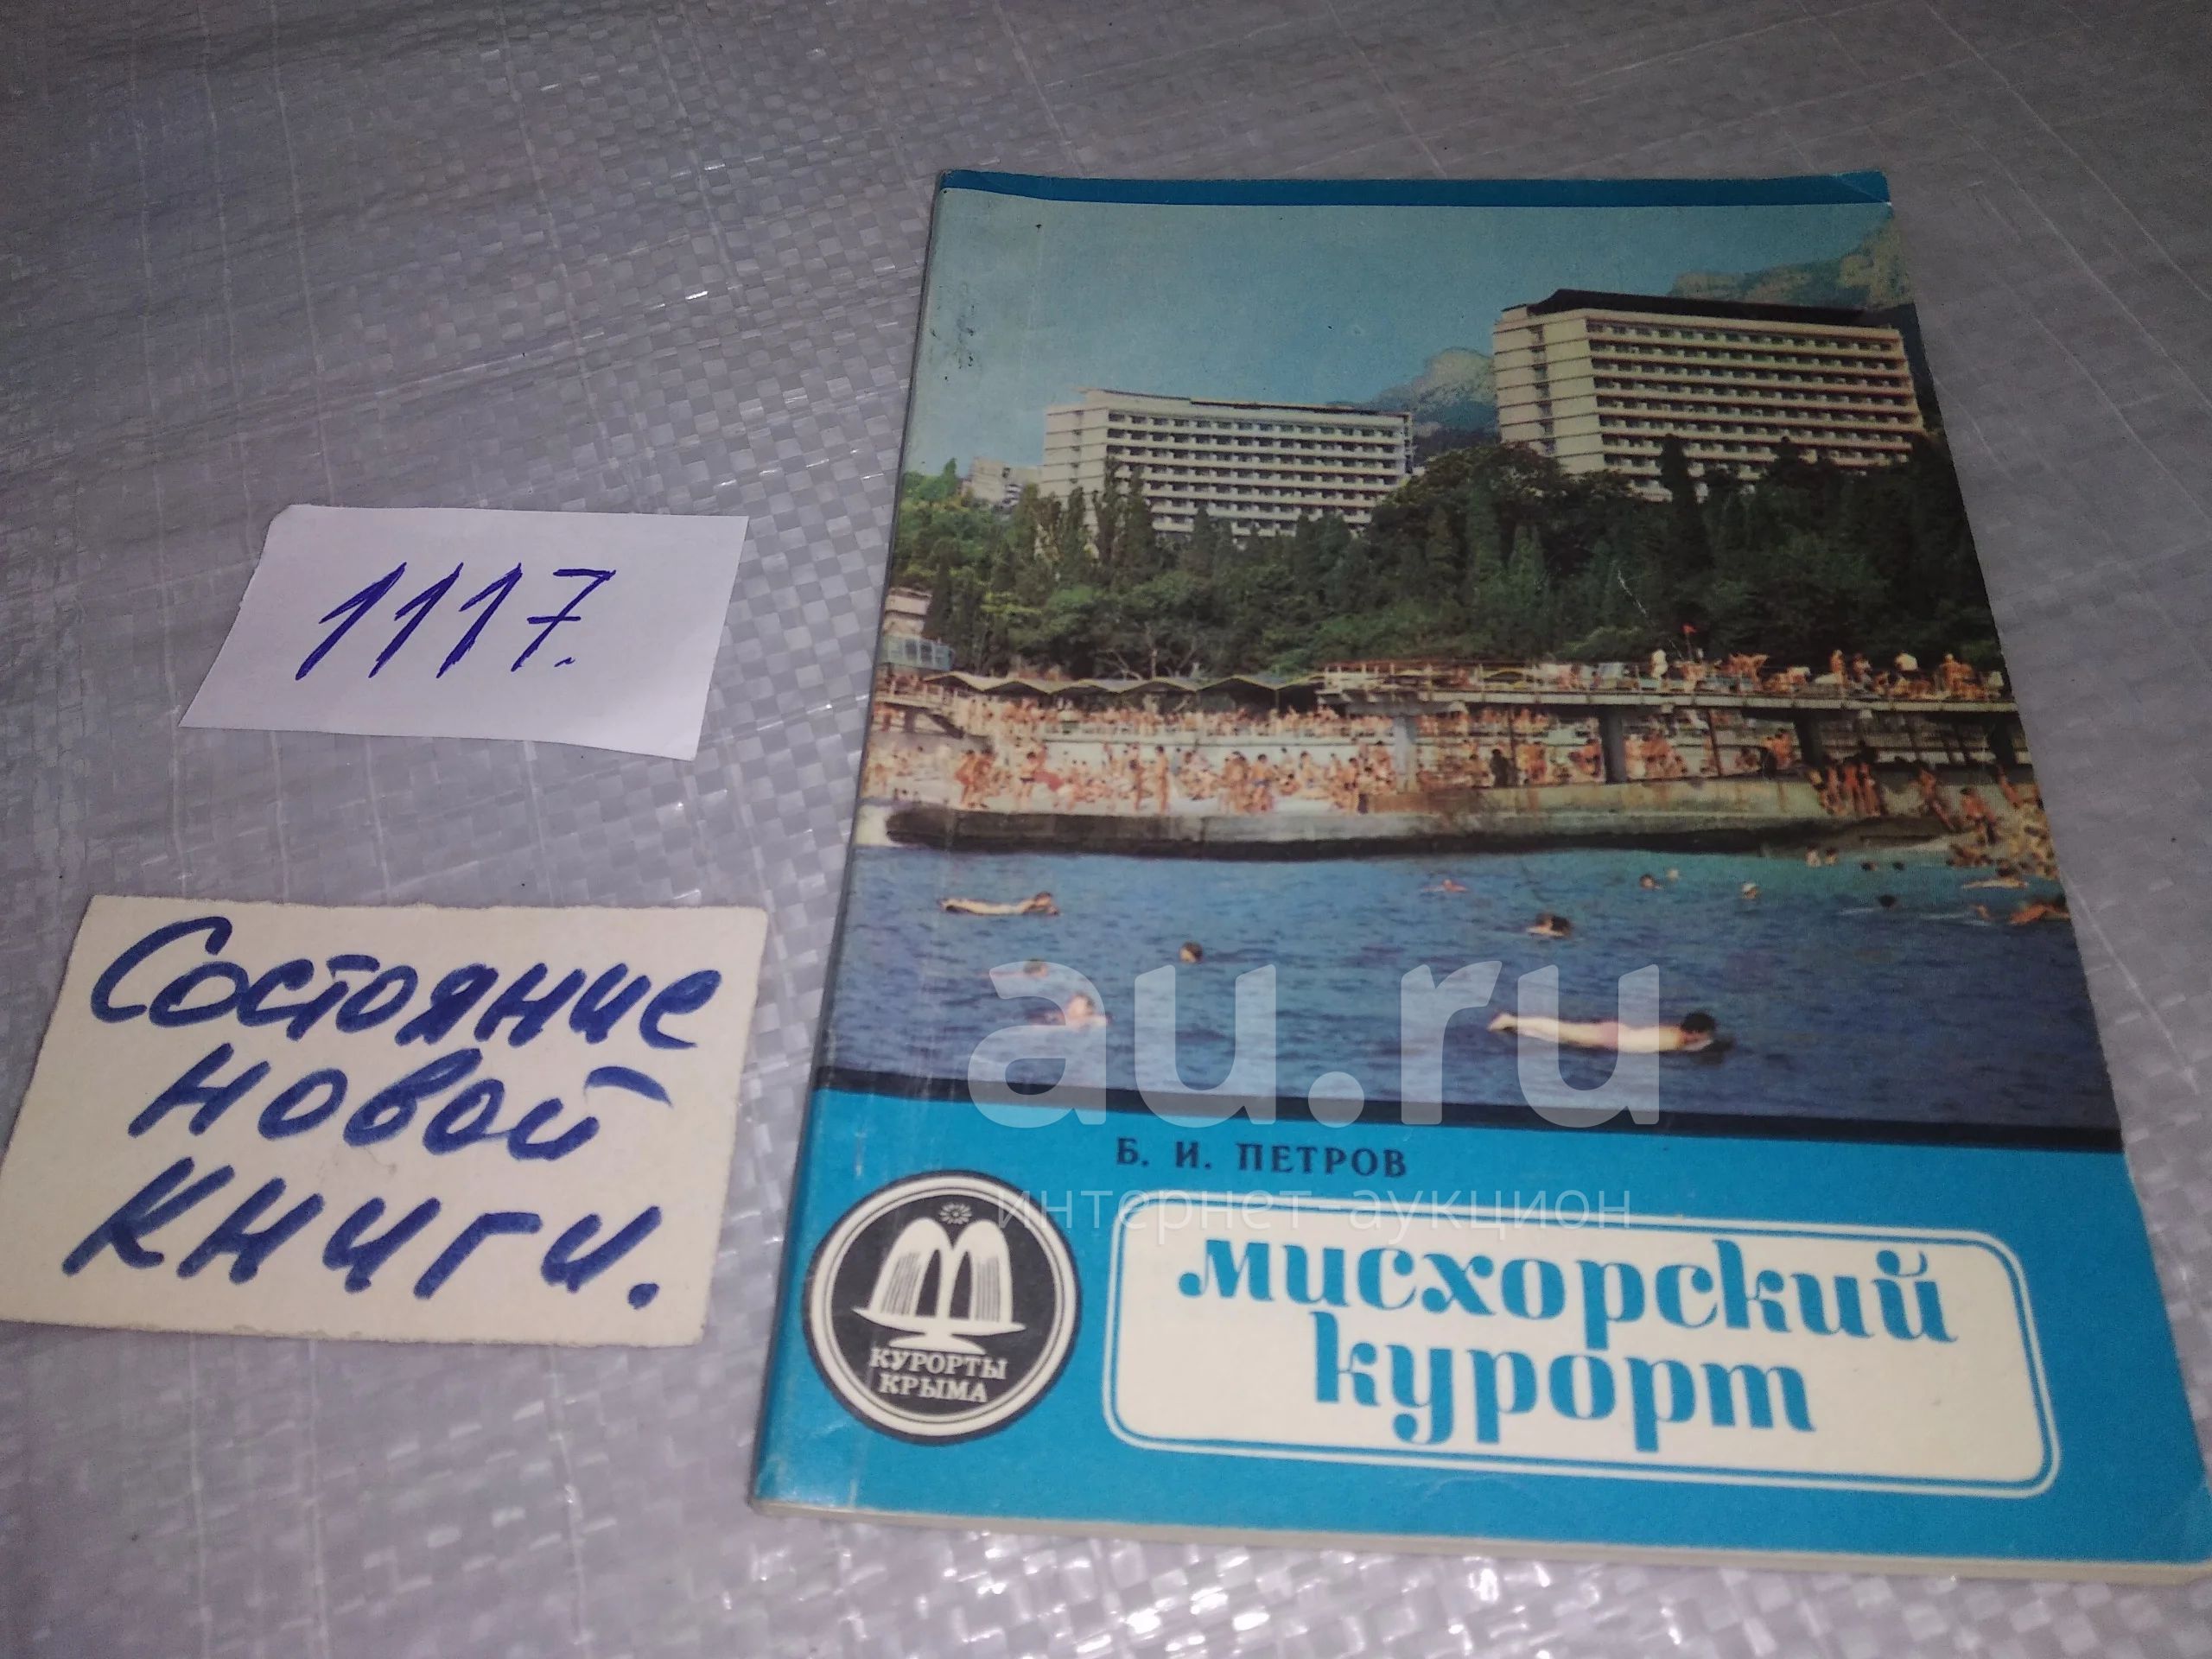 1117.
Состояние
новой
книги.
au.ru
интернет-аукцион
Б. И. ПЕТРОВ
мисхорский
курорт
КУРОРТЫ
КРЫМА